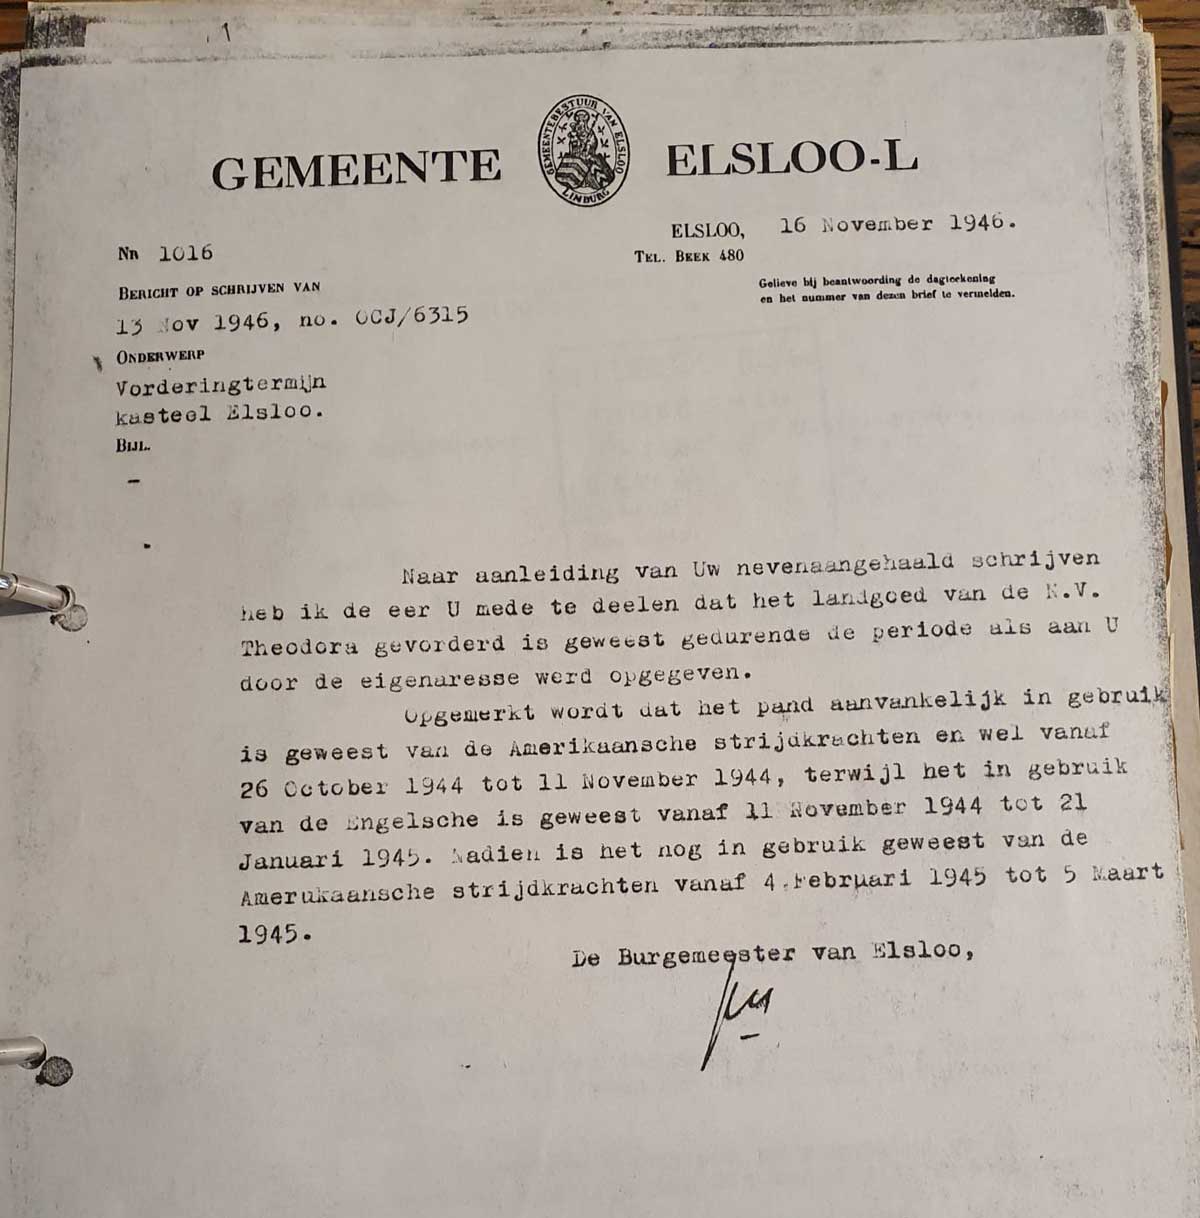 1
GEMEENTE ELSLOO-L
GEMEENTEBESTUUR VAN ELSLOO
LIMBURG
ELSLOO, 16 November 1946.
TEL. BEEK 480
Gelieve bij beantwoording de dagteekening
en het nummer van dezen brief te vermelden.
NR 1016
BERICHT OP SCHRIJVEN VAN
13 Nov 1946, no. OCJ/6315
ONDERWERP
Vorderingtermijn
kasteel Elsloo.
BIJL.
-
Naar aanleiding van Uw nevenaangehaald schrijven
heb ik de eer U mede te deelen dat het landgoed van de N.V.
Theodora gevorderd is geweest gedurende de periode als aan U
door de eigenaresse werd opgegeven.
Opgemerkt wordt dat het pand aanvankelijk in gebruik
is geweest van de Amerikaansche strijdkrachten en wel vanaf
26 October 1944 tot 11 November 1944, terwijl het in gebruik
van de Engelsche is geweest vanaf 11 November 1944 tot 21
Januari 1945. Nadien is het nog in gebruik geweest van de
Amerukaansche strijdkrachten vanaf 4 Februari 1945 tot 5 Maart
1945.
De Burgemeester van Elsloo,